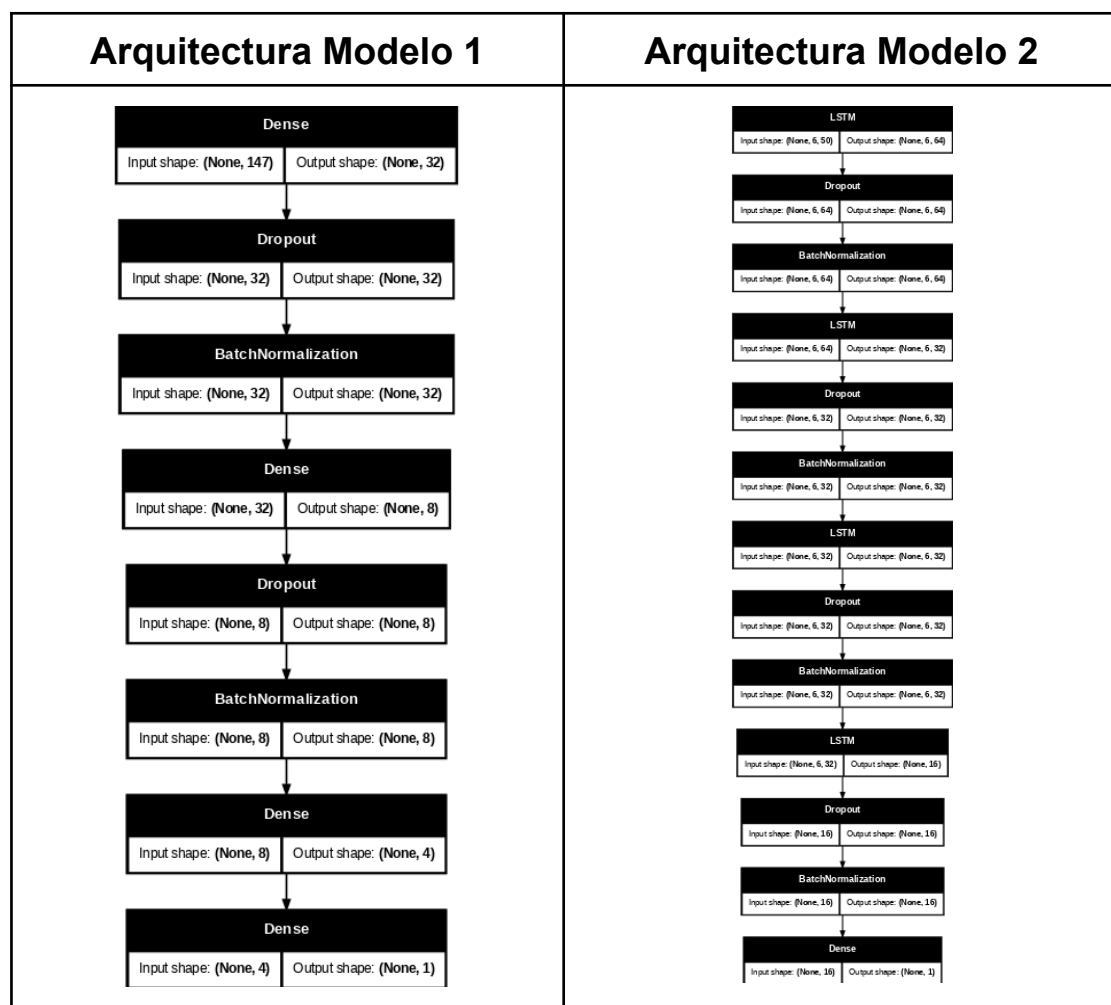 Arquitectura Modelo 1
Dense
Input shape: (None, 147) Output shape: (None, 32)
Dropout
Input shape: (None, 32) Output shape: (None, 32)
BatchNormalization
Input shape: (None, 32) Output shape: (None, 32)
Dense
Input shape: (None, 32) Output shape: (None, 8)
Dropout
Input shape: (None, 8) Output shape: (None, 8)
BatchNormalization
Input shape: (None, 8) Output shape: (None, 8)
Dense
Input shape: (None, 8) Output shape: (None, 4)
Dense
Input shape: (None, 4) Output shape: (None, 1)
Arquitectura Modelo 2
LSTM
Input shape: (None, 6, 50) Output shape: (None, 6, 64)
Dropout
Input shape: (None, 6, 64) Output shape: (None, 6, 64)
BatchNormalization
Input shape: (None, 6, 64) Output shape: (None, 6, 64)
LSTM
Input shape: (None, 6, 64) Output shape: (None, 6, 32)
Dropout
Input shape: (None, 6, 32) Output shape: (None, 6, 32)
BatchNormalization
Input shape: (None, 6, 32) Output shape: (None, 6, 32)
LSTM
Input shape: (None, 6, 32) Output shape: (None, 6, 32)
Dropout
Input shape: (None, 6, 32) Output shape: (None, 6, 32)
BatchNormalization
Input shape: (None, 6, 32) Output shape: (None, 6, 32)
LSTM
Input shape: (None, 6, 32) Output shape: (None, 16)
Dropout
Input shape: (None, 16) Output shape: (None, 16)
BatchNormalization
Input shape: (None, 16) Output shape: (None, 16)
Dense
Input shape: (None, 16) Output shape: (None, 1)